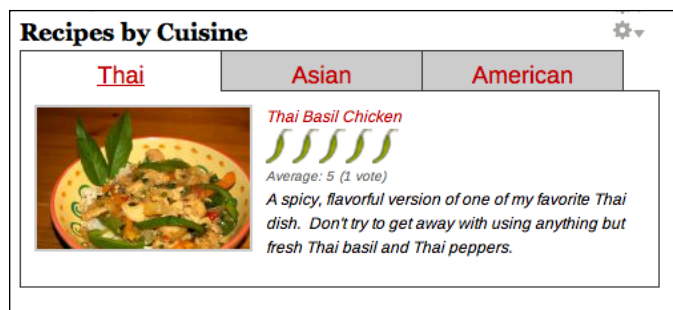 Recipes by Cuisine
Thai
Asian
American
Thai Basil Chicken
Average: 5 (1 vote)
A spicy, flavorful version of one of my favorite Thai
dish.  Don't try to get away with using anything but
fresh Thai basil and Thai peppers.